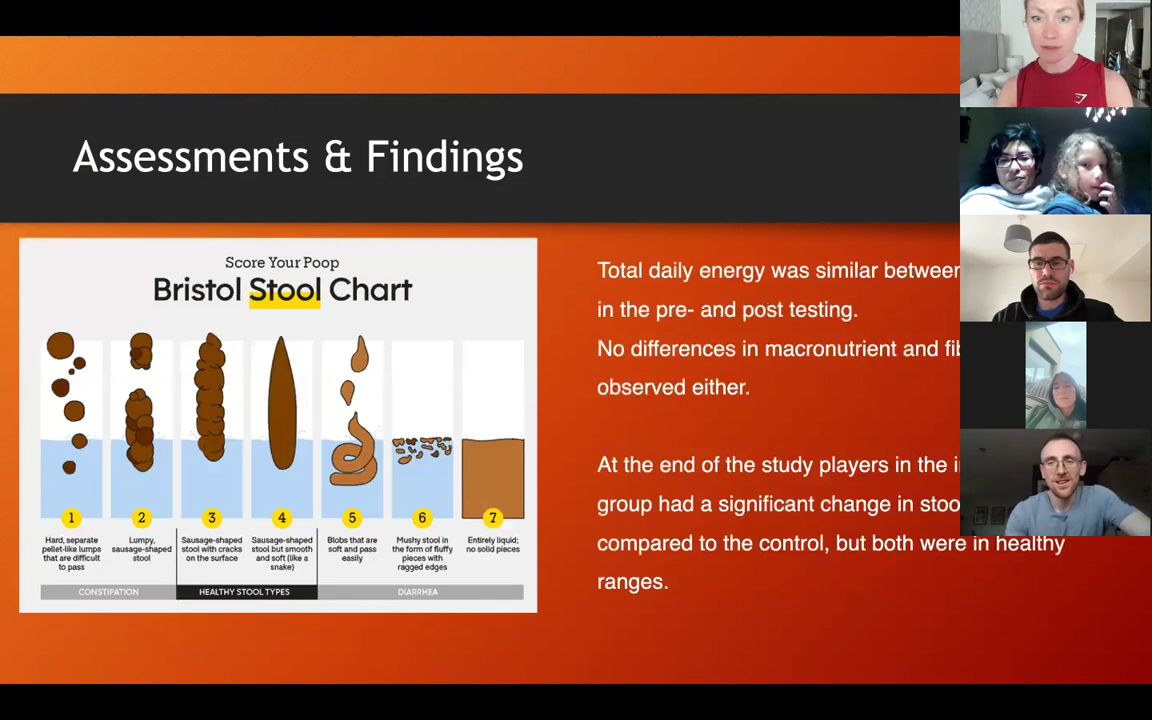 Assessments & Findings
Score Your Poop
Bristol Stool Chart
1 2 3 4 5 6 7
Hard, separate
pellet-like lumps
that are difficult
to pass
Lumpy,
sausage-shaped
stool
Sausage-shaped
stool with cracks
on the surface
Sausage-shaped
stool but smooth
and soft (like a
snake)
Blobs that are
soft and pass
easily
Mushy stool in
the form of fluffy
pieces with
ragged edges
Entirely liquid;
no solid pieces
CONSTIPATION
HEALTHY STOOL TYPES
DIARRHEA
Total daily energy was similar between
in the pre- and post testing.
No differences in macronutrient and
observed either.
At the end of the study players in the
group had a significant change in
compared to the control, but both were in healthy
ranges.